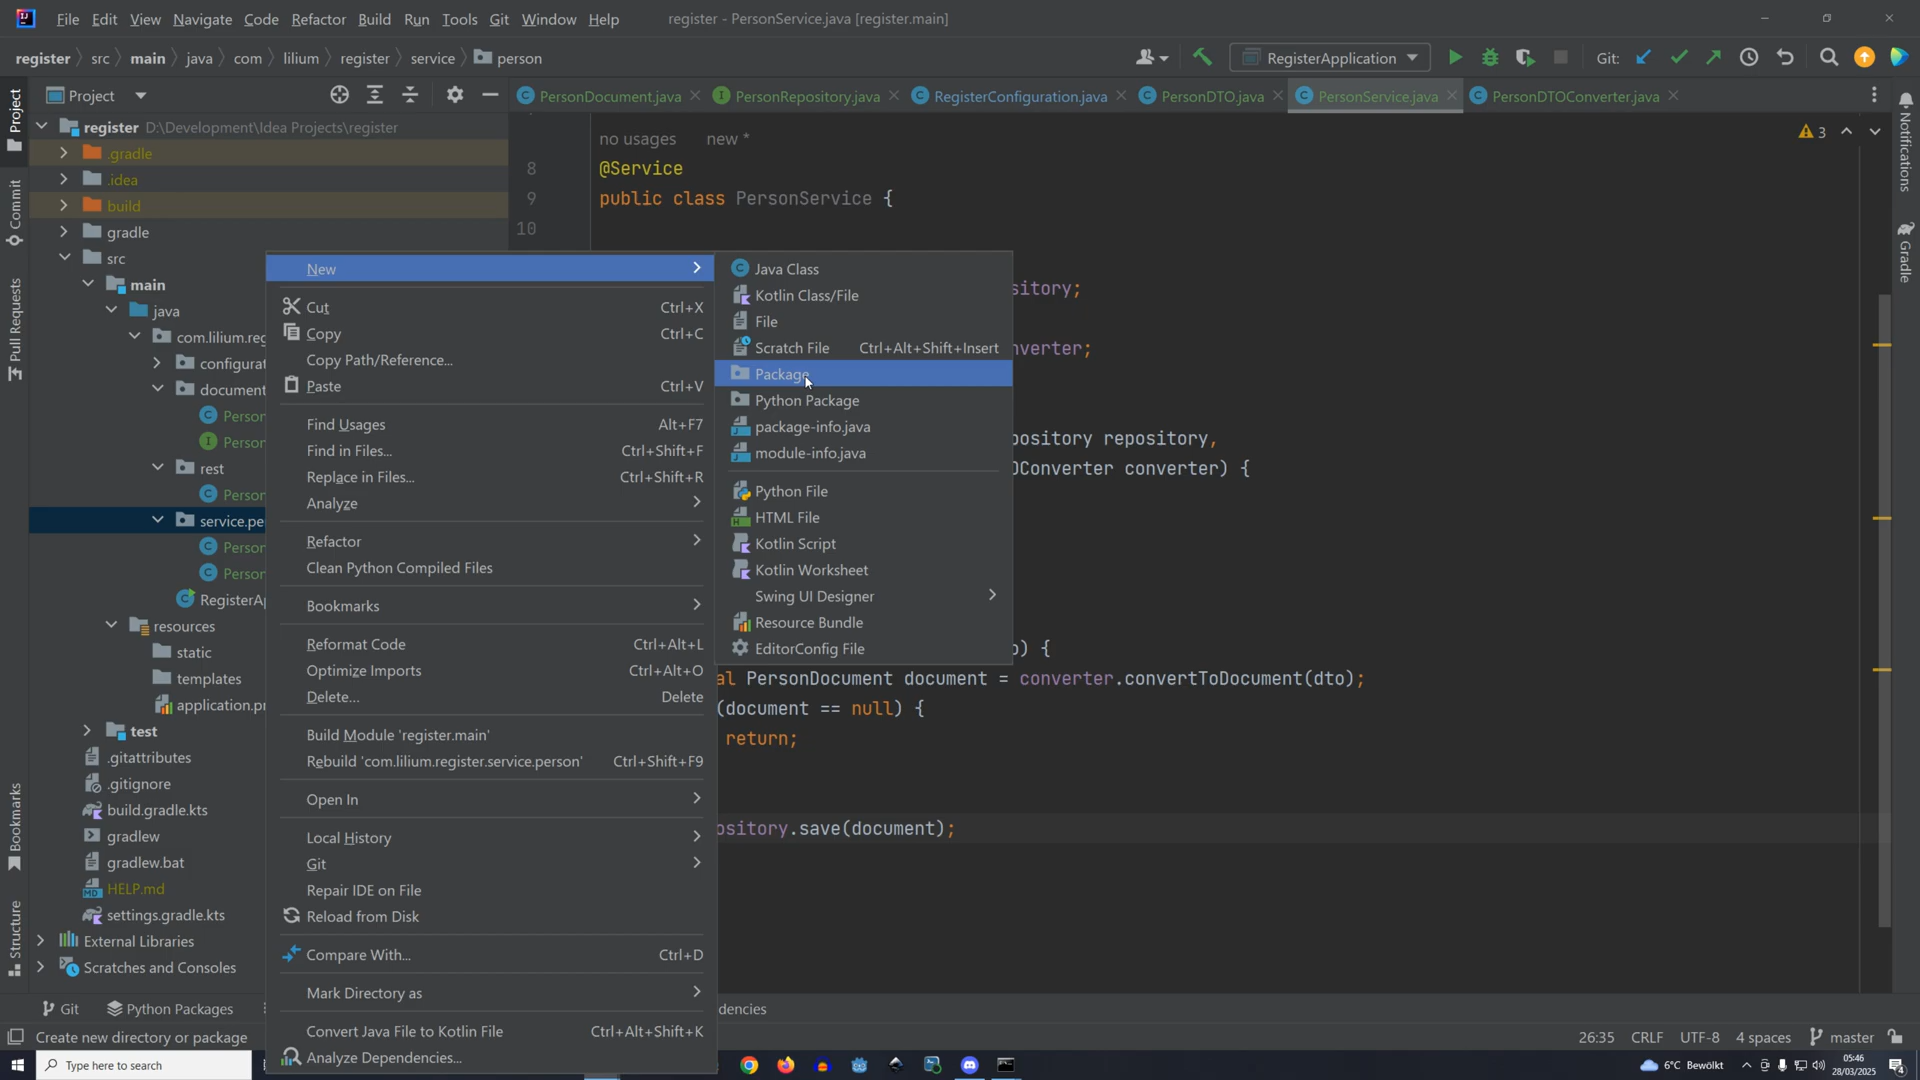 File Edit View Navigate Code Refactor Build Run Tools Git Window Help register - PersonService.java [register.main]
register src main java com lilium register service person RegisterApplication Git:
Project PersonDocument.java PersonRepository.java RegisterConfiguration.java PersonDTO.java PersonService.java PersonDTOConverter.java
Project
Commit
Pull Requests
Bookmarks
Structure
Notifications
Gradle
register D:\Development\Idea Projects\register
.gradle
.idea
build
gradle
src
main
java
com.lilium.reg
configurat
document
Person
Person
rest
Person
service.pe
Person
Person
RegisterAp
resources
static
templates
application.pr
test
.gitattributes
.gitignore
build.gradle.kts
gradlew
gradlew.bat
HELP.md
settings.gradle.kts
External Libraries
Scratches and Consoles
New
Cut Ctrl+X
Copy Ctrl+C
Copy Path/Reference...
Paste Ctrl+V
Find Usages Alt+F7
Find in Files... Ctrl+Shift+F
Replace in Files... Ctrl+Shift+R
Analyze
Refactor
Clean Python Compiled Files
Bookmarks
Reformat Code Ctrl+Alt+L
Optimize Imports Ctrl+Alt+O
Delete... Delete
Build Module 'register.main'
Rebuild 'com.lilium.register.service.person' Ctrl+Shift+F9
Open In
Local History
Git
Repair IDE on File
Reload from Disk
Compare With... Ctrl+D
Mark Directory as
Convert Java File to Kotlin File Ctrl+Alt+Shift+K
Analyze Dependencies...
Java Class
Kotlin Class/File
File
Scratch File Ctrl+Alt+Shift+Insert
Package
Python Package
package-info.java
module-info.java
Python File
HTML File
Kotlin Script
Kotlin Worksheet
Swing UI Designer
Resource Bundle
EditorConfig File
no usages new *
8 @Service
9 public class PersonService {
10
sitory;
nverter;
ository repository,
OConverter converter) {
o) {
al PersonDocument document = converter.convertToDocument(dto);
(document == null) {
return;
ository.save(document);
3
Git Python Packages dencies
Create new directory or package 26:35 CRLF UTF-8 4 spaces master
Type here to search 6°C Bewölkt 05:46
28/03/2025
4